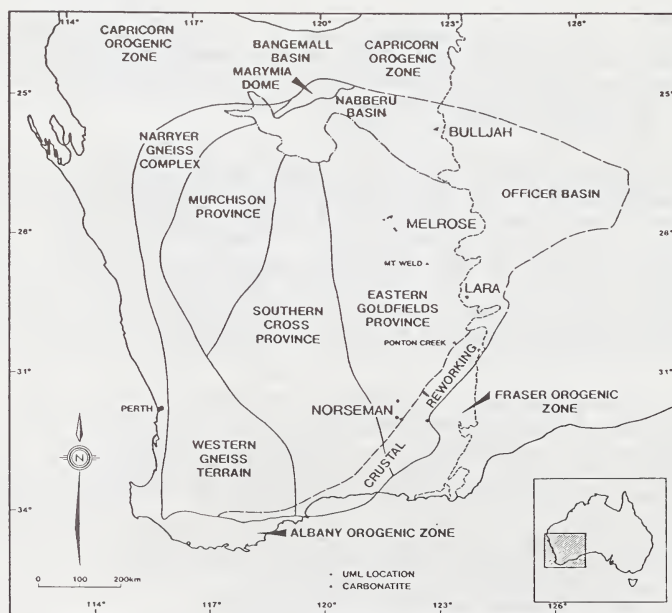 114° 117° 120° 123° 126°
CAPRICORN
OROGENIC
ZONE
BANGEMALL
BASIN
CAPRICORN
OROGENIC
ZONE
MARYMIA
DOME
NABBERU
BASIN
25° 25°
BULLJAH
NARRYER
GNEISS
COMPLEX
MURCHISON
PROVINCE
OFFICER BASIN
MELROSE
28° 28°
MT WELD
LARA
SOUTHERN
CROSS
PROVINCE
EASTERN
GOLDFIELDS
PROVINCE
PONTON CREEK
31° 31°
CRUSTAL REWORKING
FRASER OROGENIC
ZONE
PERTH
NORSEMAN
N
WESTERN
GNEISS
TERRAIN
34° 34°
ALBANY OROGENIC ZONE
0 100 200km
UML LOCATION
CARBONATITE
114° 117° 120° 123° 126°